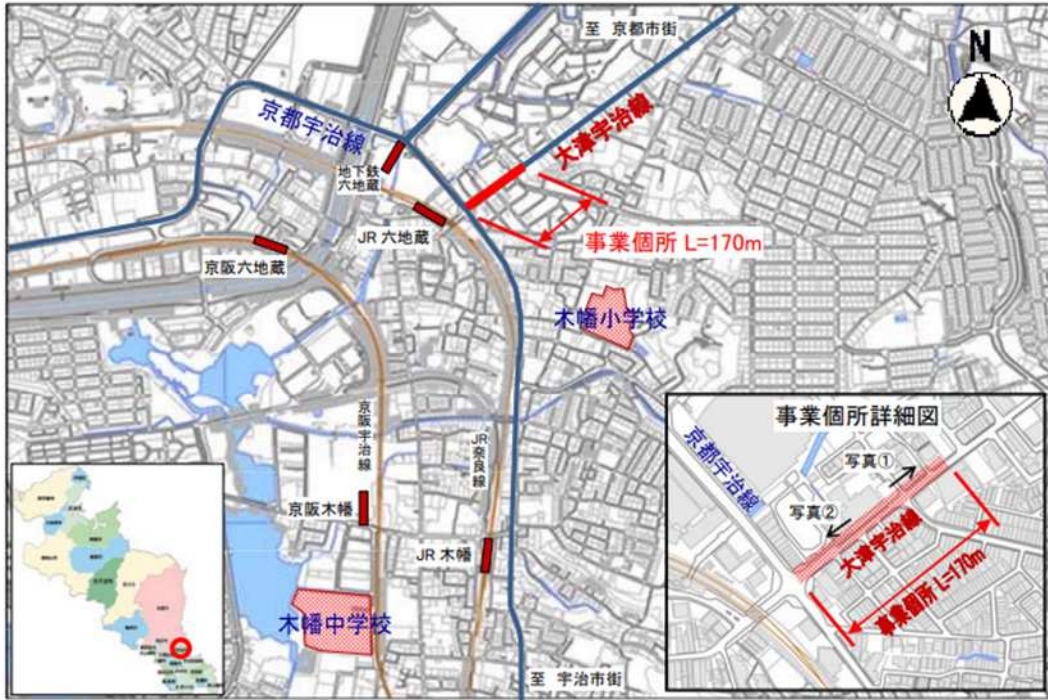 至 京都市街
N
京都宇治線
大津宇治線
地下鉄
六地蔵
JR 六地蔵
事業個所 L=170m
京阪六地蔵
木幡小学校
京阪宇治線
JR奈良線
京阪木幡
JR 木幡
木幡中学校
至 宇治市街
事業個所詳細図
京都宇治線
写真①
写真②
大津宇治線
事業個所 L=170m